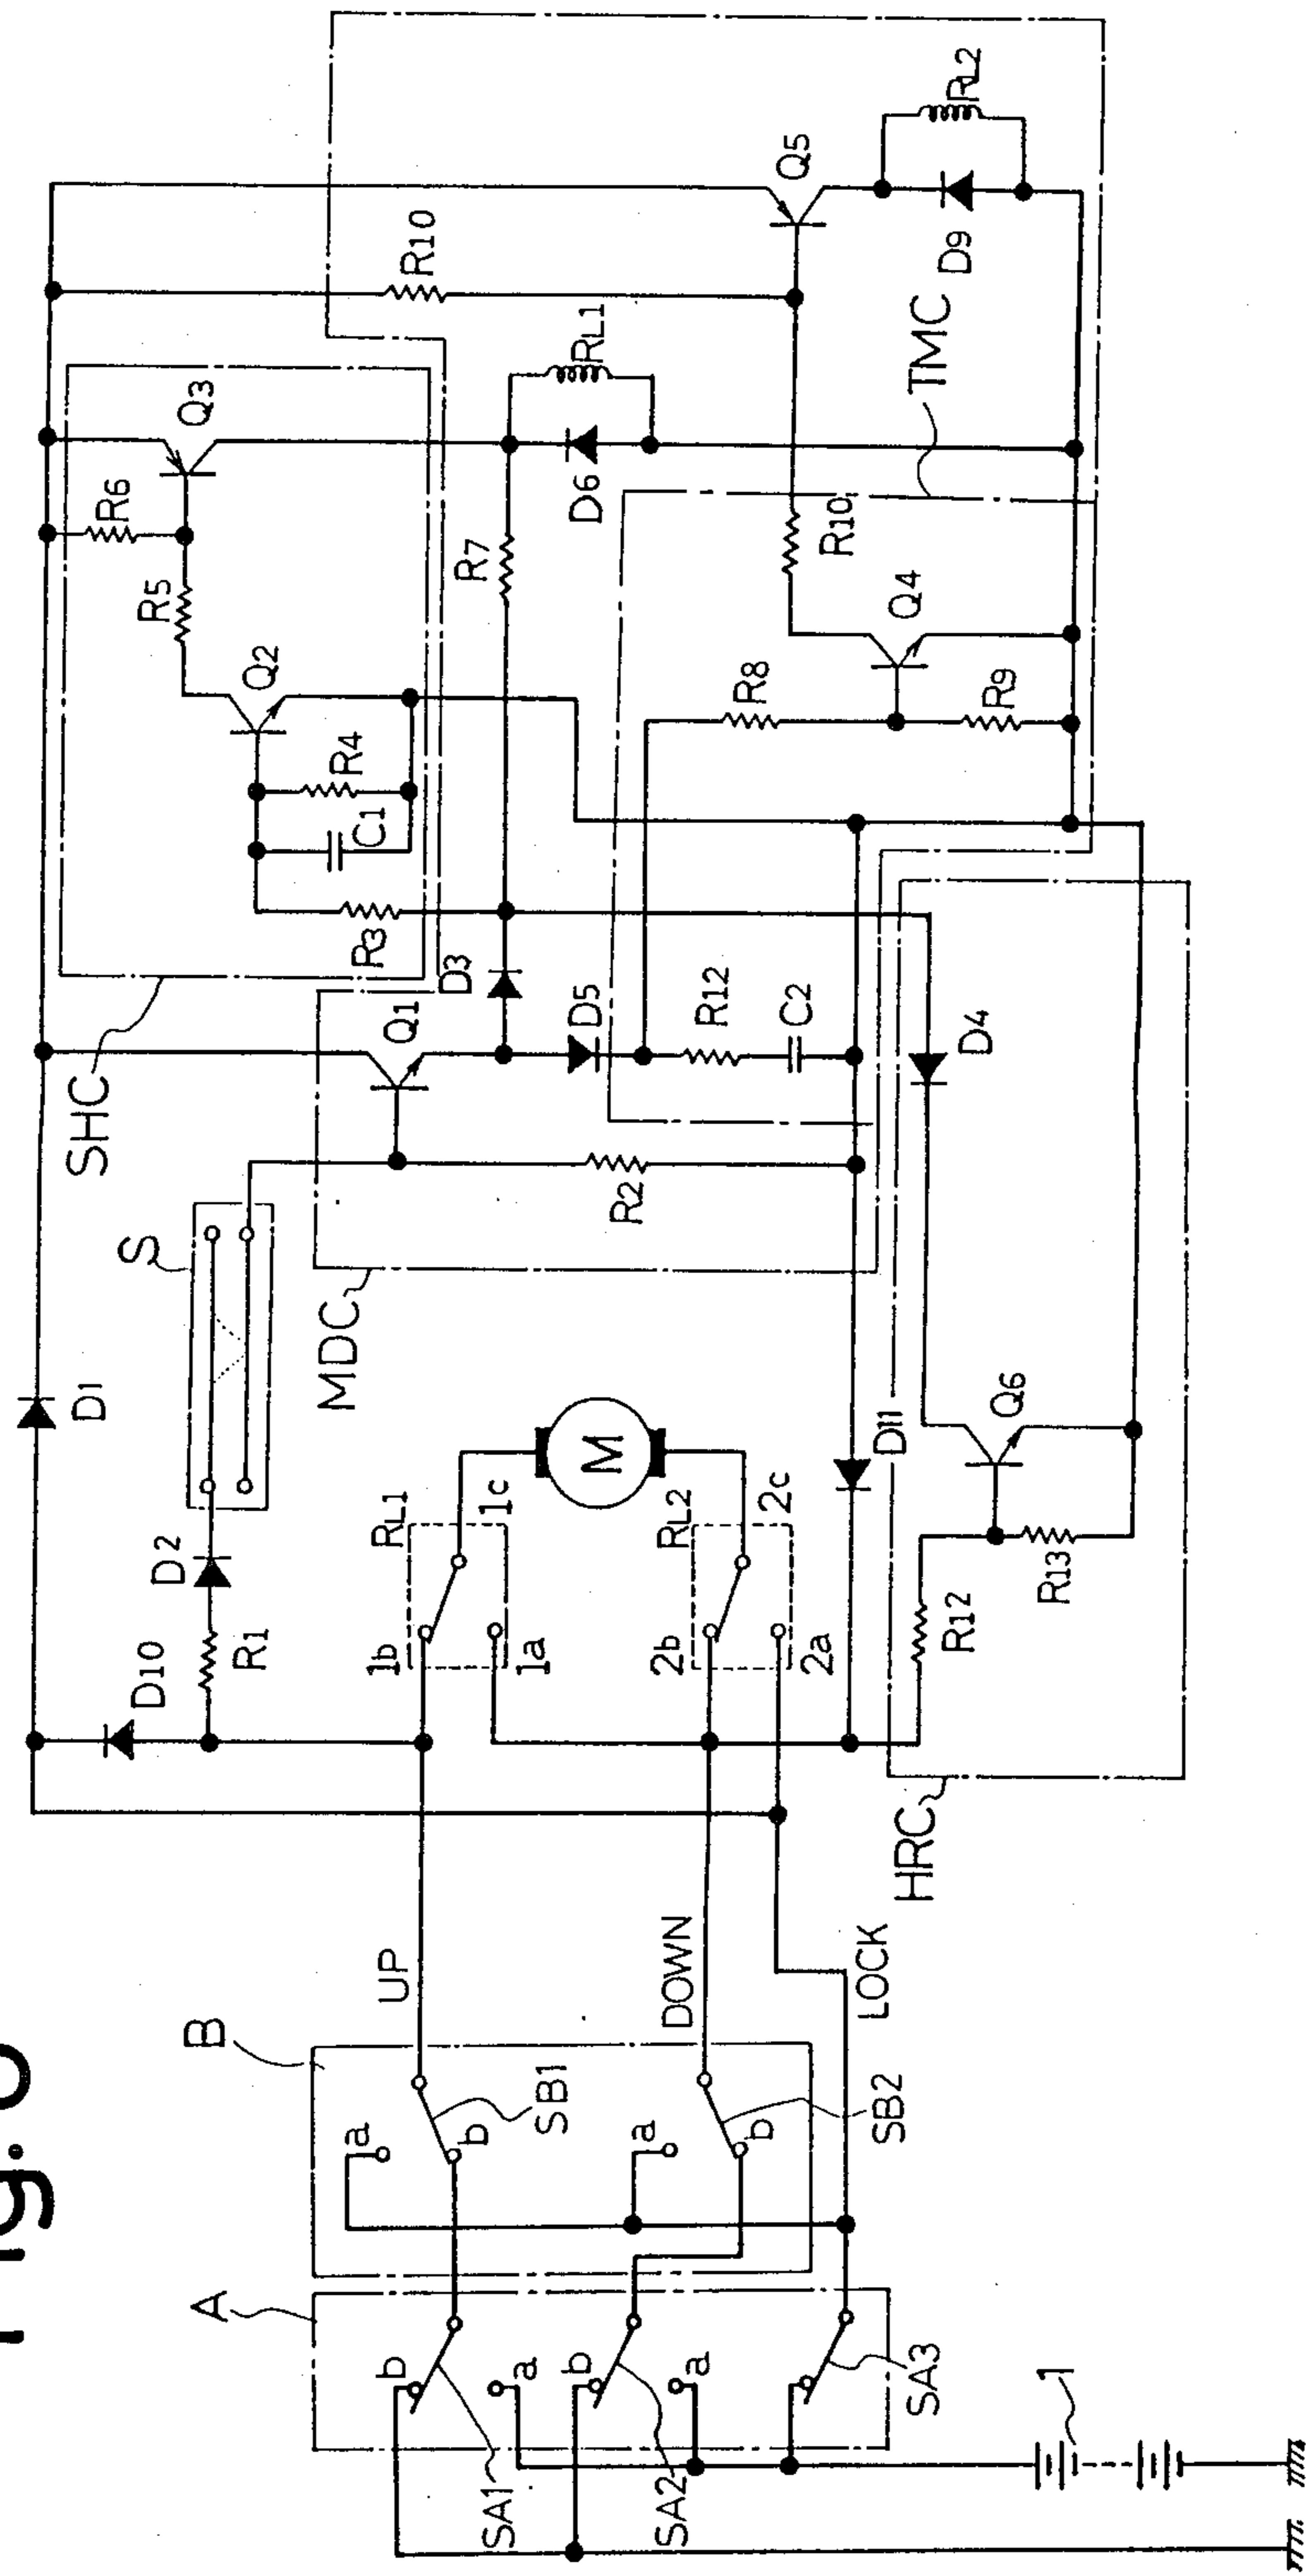 SHC
D1
D10
D2
R1
S
MDC
R2
Q1
D3
D5
R12
C2
R3
C1
R4
Q2
R5
R6
Q3
R7
RL1
D6
R10
Q5
RL2
D9
TMC
R10
Q4
R8
R9
D4
D11
Q6
R12
R13
HRC
RL1
1b
1c
1a
M
RL2
2b
2c
2a
UP
DOWN
LOCK
B
a
b
SB1
a
b
SB2
A
b
a
SA1
b
a
SA2
SA3
1